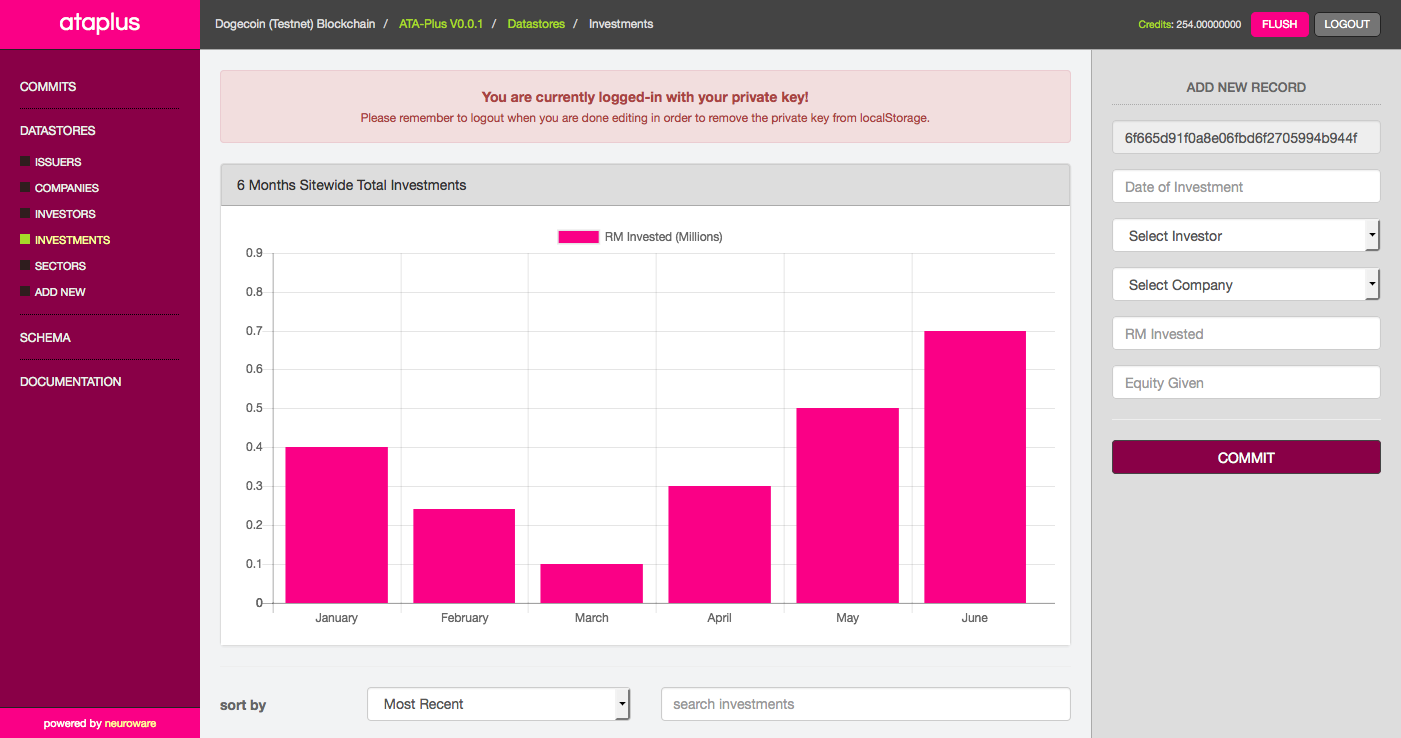 ataplus
Dogecoin (Testnet) Blockchain / ATA-Plus V0.0.1 / Datastores / Investments
Credits: 254.00000000 FLUSH LOGOUT
COMMITS
DATASTORES
ISSUERS
COMPANIES
INVESTORS
INVESTMENTS
SECTORS
ADD NEW
SCHEMA
DOCUMENTATION
powered by neuroware
You are currently logged-in with your private key!
Please remember to logout when you are done editing in order to remove the private key from localStorage.
6 Months Sitewide Total Investments
RM Invested (Millions)
0.9
0.8
0.7
0.6
0.5
0.4
0.3
0.2
0.1
0
January February March April May June
sort by Most Recent search investments
ADD NEW RECORD
6f665d91f0a8e06fbd6f2705994b944f
Date of Investment
Select Investor
Select Company
RM Invested
Equity Given
COMMIT